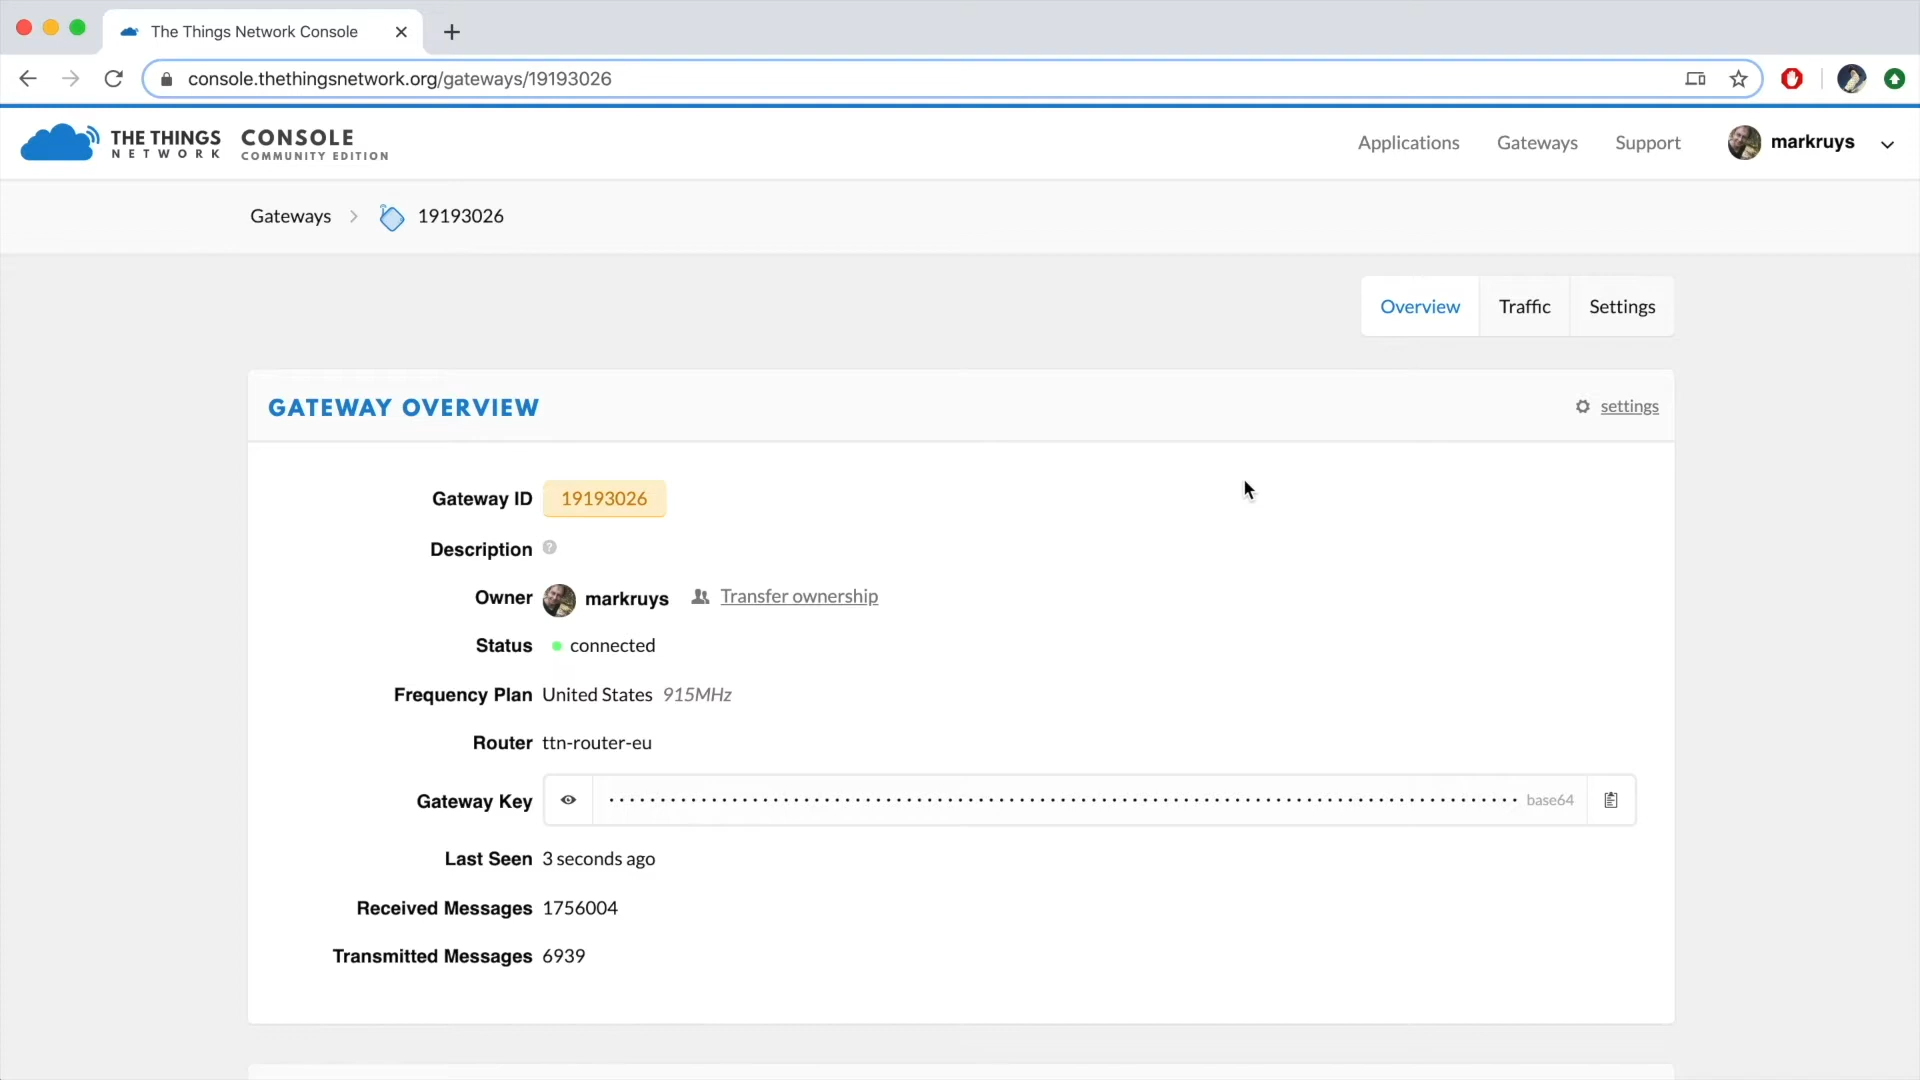 The Things Network Console
console.thethingsnetwork.org/gateways/19193026
THE THINGS NETWORK
CONSOLE
COMMUNITY EDITION
Applications Gateways Support markruys
Gateways 19193026
Overview Traffic Settings
GATEWAY OVERVIEW settings
Gateway ID 19193026
Description ?
Owner markruys Transfer ownership
Status connected
Frequency Plan United States 915MHz
Router ttn-router-eu
Gateway Key base64
Last Seen 3 seconds ago
Received Messages 1756004
Transmitted Messages 6939